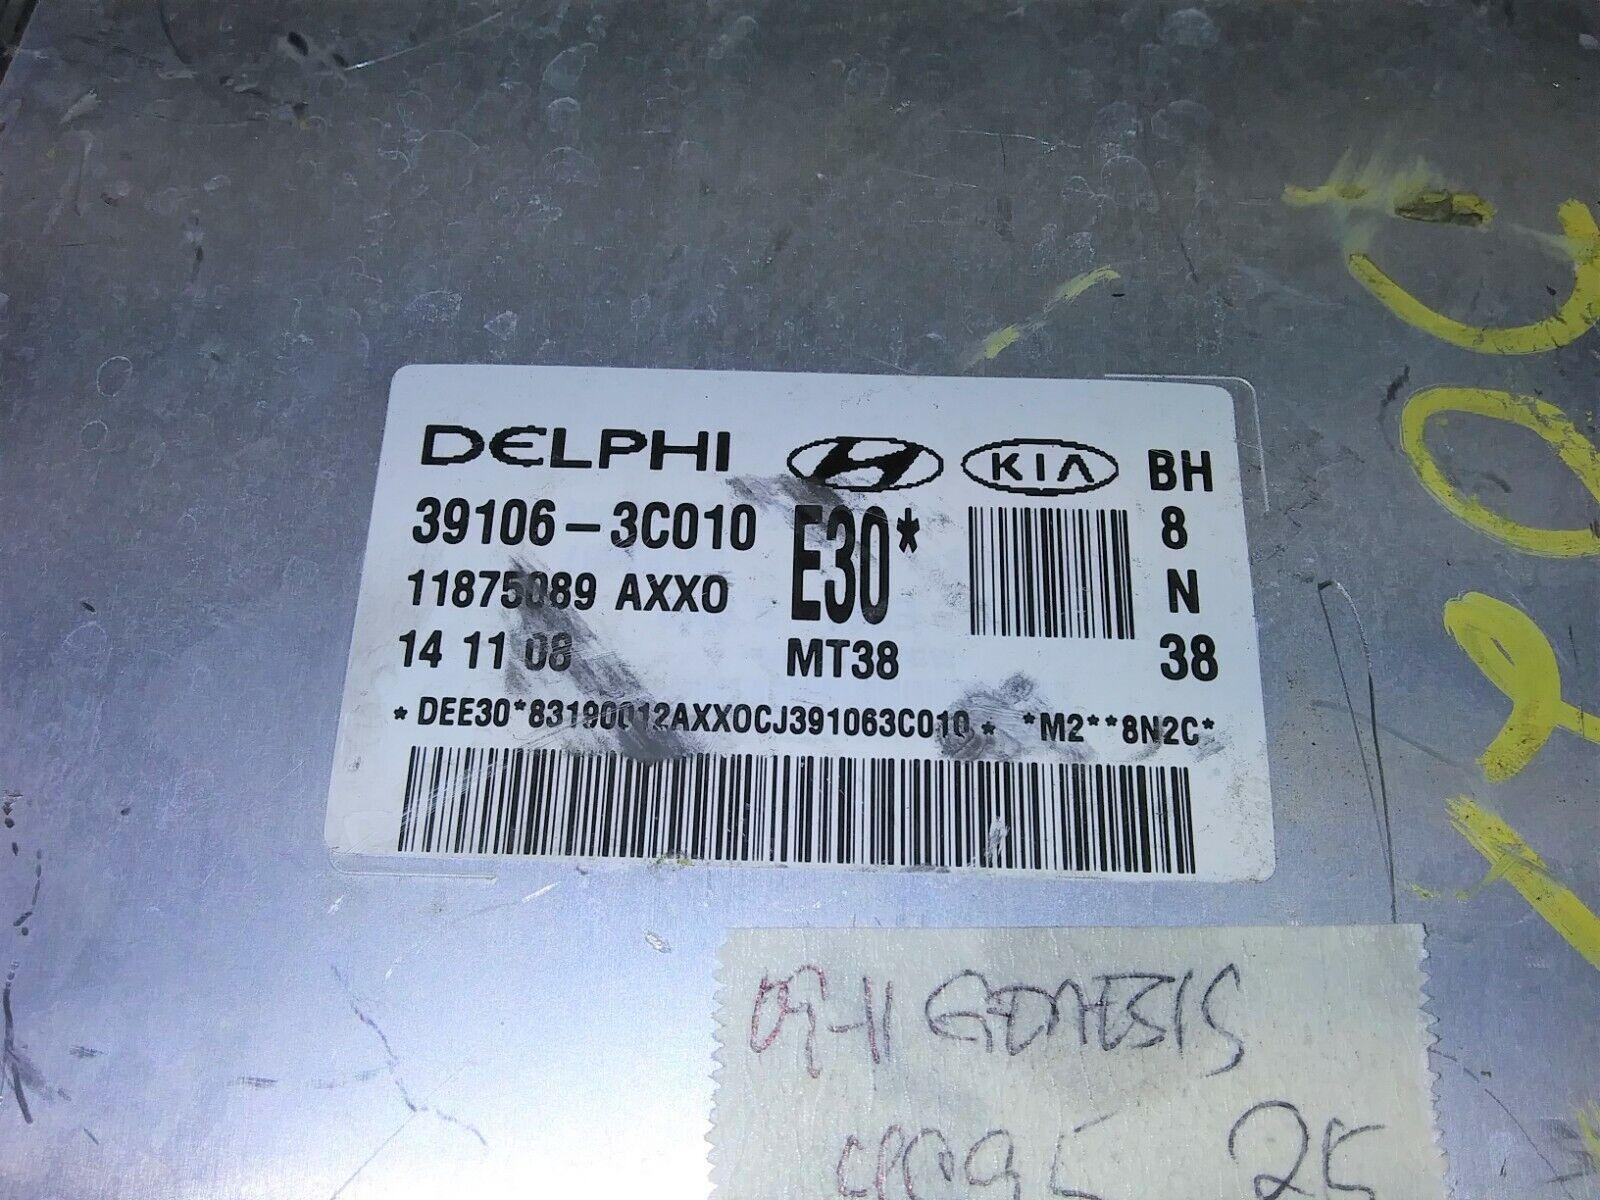 DELPHI KIA BH
39106-3C010 E30* 8
11875089 AXXO N
14 11 08 MT38 38
*DEE30*83190012AXXOCJ391063C010* *M2**8N2C*
09-11 GENESIS
25